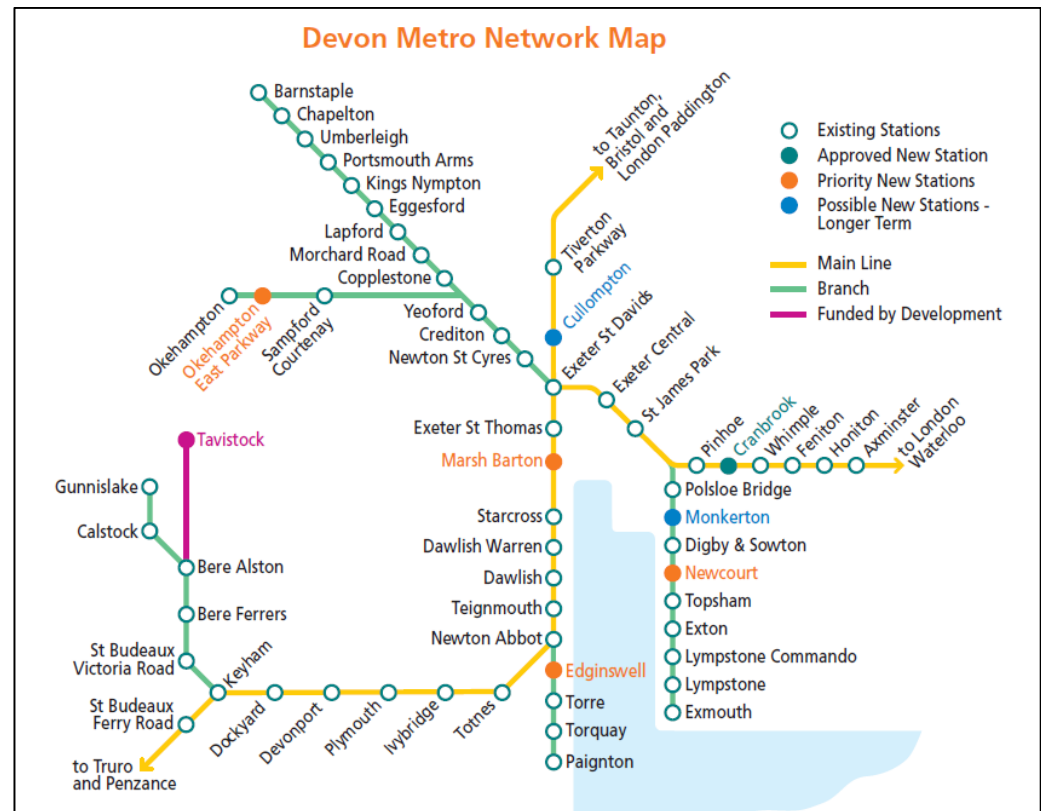 Devon Metro Network Map
Barnstaple
Chapelton
Umberleigh
Portsmouth Arms
Kings Nympton
Eggesford
Lapford
Morchard Road
Copplestone
Yeoford
Crediton
Newton St Cyres
Okehampton
Okehampton
East Parkway
Sampford
Courtenay
to Taunton,
Bristol and
London Paddington
Tiverton
Parkway
Cullompton
Exeter St Davids
Exeter Central
St James Park
Existing Stations
Approved New Station
Priority New Stations
Possible New Stations -
Longer Term
Main Line
Branch
Funded by Development
Pinhoe
Cranbrook
Whimple
Feniton
Honiton
Axminster
to London
Waterloo
Exeter St Thomas
Marsh Barton
Starcross
Dawlish Warren
Dawlish
Teignmouth
Newton Abbot
Edginswell
Torre
Torquay
Paignton
Polsloe Bridge
Monkerton
Digby & Sowton
Newcourt
Topsham
Exton
Lympstone Commando
Lympstone
Exmouth
Tavistock
Gunnislake
Calstock
Bere Alston
Bere Ferrers
St Budeaux
Victoria Road
Keyham
St Budeaux
Ferry Road
Dockyard
Devonport
Plymouth
Ivybridge
Totnes
to Truro
and Penzance